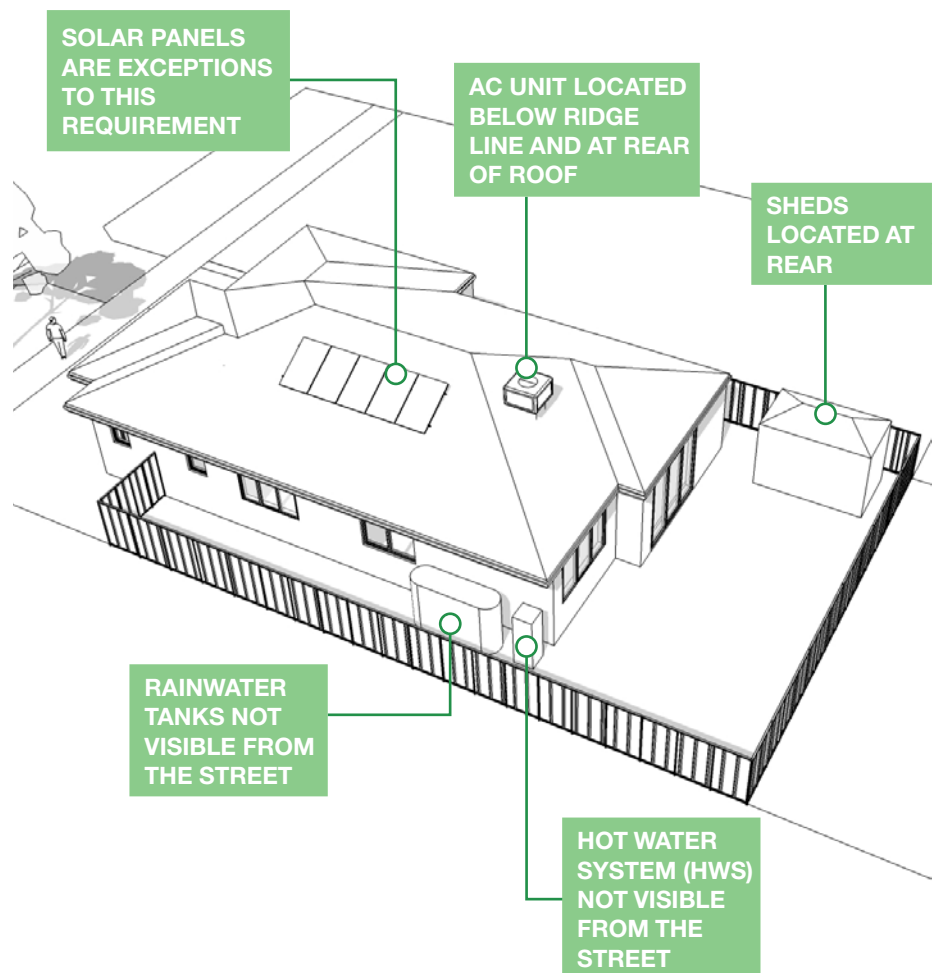 SOLAR PANELS
ARE EXCEPTIONS
TO THIS
REQUIREMENT
AC UNIT LOCATED
BELOW RIDGE
LINE AND AT REAR
OF ROOF
SHEDS
LOCATED AT
REAR
RAINWATER
TANKS NOT
VISIBLE FROM
THE STREET
HOT WATER
SYSTEM (HWS)
NOT VISIBLE
FROM THE
STREET